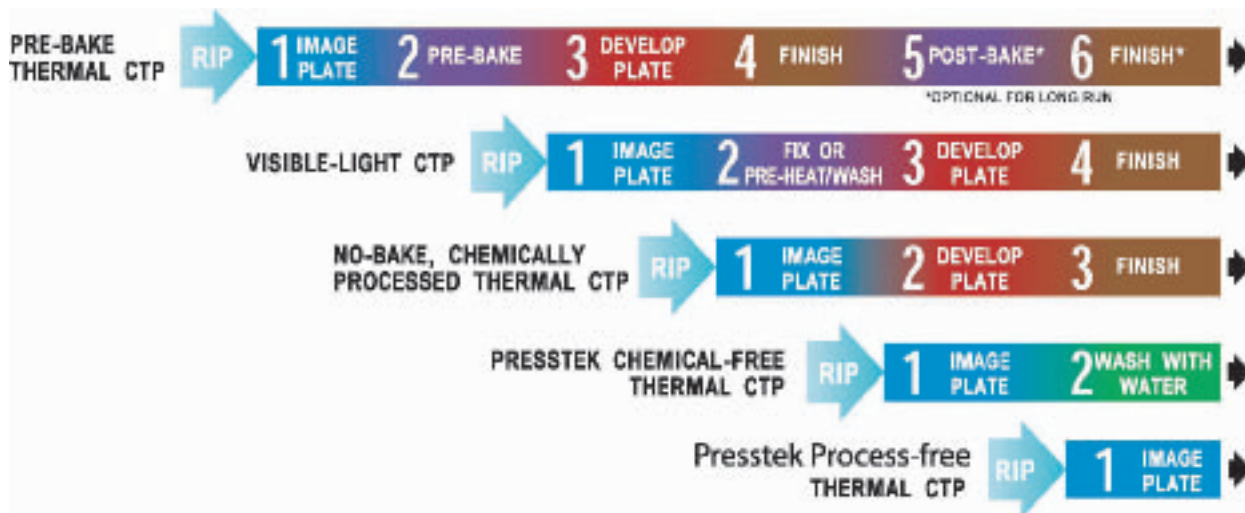 PRE-BAKE
THERMAL CTP
RIP
1 IMAGE
PLATE
2 PRE-BAKE
3 DEVELOP
PLATE
4 FINISH
5 POST-BAKE*
6 FINISH*
*OPTIONAL FOR LONG RUN
VISIBLE-LIGHT CTP
RIP
1 IMAGE
PLATE
2 FIX OR
PRE-HEAT/WASH
3 DEVELOP
PLATE
4 FINISH
NO-BAKE, CHEMICALLY
PROCESSED THERMAL CTP
RIP
1 IMAGE
PLATE
2 DEVELOP
PLATE
3 FINISH
PRESSTEK CHEMICAL-FREE
THERMAL CTP
RIP
1 IMAGE
PLATE
2 WASH WITH
WATER
Presstek Process-free
THERMAL CTP
RIP
1 IMAGE
PLATE